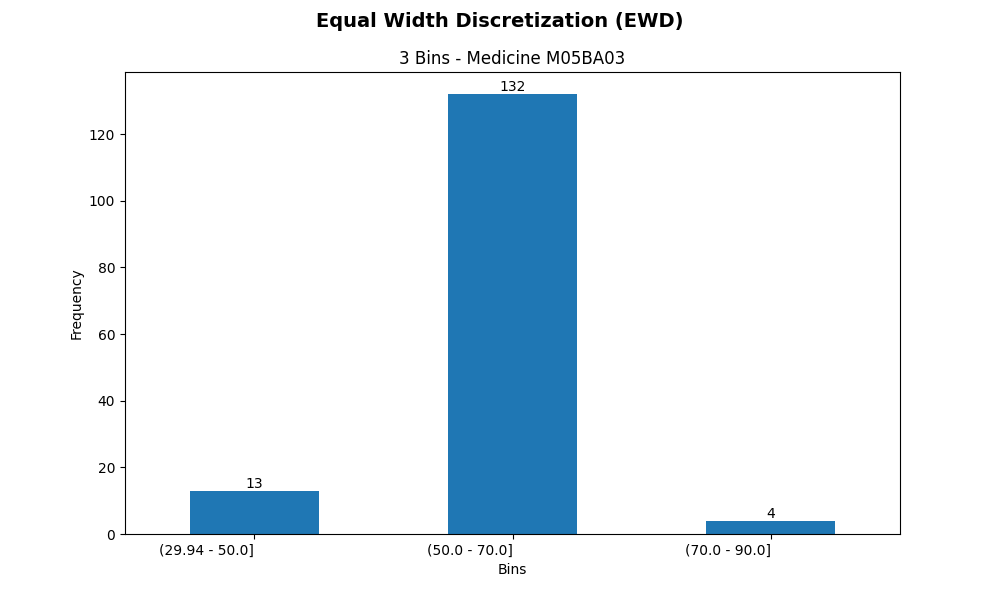 Equal Width Discretization (EWD)
3 Bins - Medicine M05BA03
132
120
100
80
60
40
20
0
Frequency
13
4
(29.94 - 50.0]
(50.0 - 70.0]
(70.0 - 90.0]
Bins